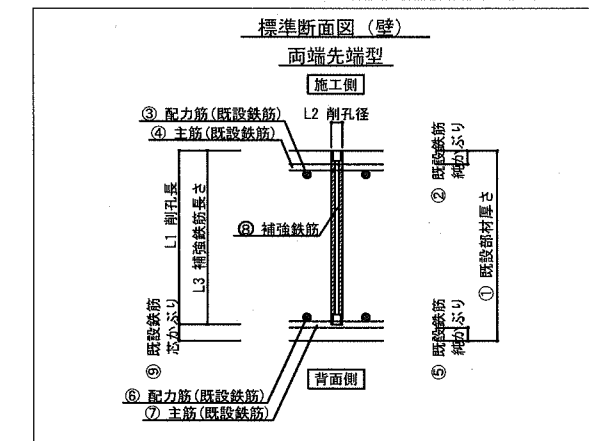 標準断面図 (壁)
両端先端型
施工側
③ 配力筋(既設鉄筋)
L2 削孔径
④ 主筋(既設鉄筋)
② 既設鉄筋
純かぶり
L1 削孔長
L3 補強鉄筋長さ
⑧ 補強鉄筋
① 既設部材厚さ
⑨ 既設鉄筋
芯かぶり
⑤ 既設鉄筋
純かぶり
背面側
⑥ 配力筋(既設鉄筋)
⑦ 主筋(既設鉄筋)